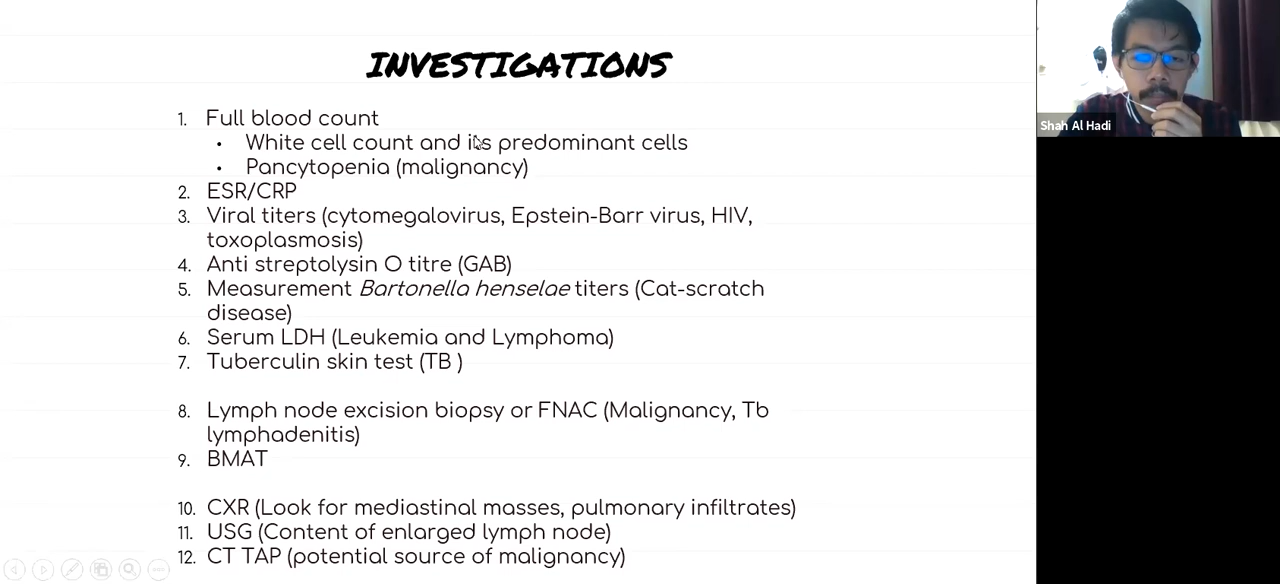 INVESTIGATIONS
1. Full blood count
• White cell count and its predominant cells
• Pancytopenia (malignancy)
2. ESR/CRP
3. Viral titers (cytomegalovirus, Epstein-Barr virus, HIV,
toxoplasmosis)
4. Anti streptolysin O titre (GAB)
5. Measurement Bartonella henselae titers (Cat-scratch
disease)
6. Serum LDH (Leukemia and Lymphoma)
7. Tuberculin skin test (TB )
8. Lymph node excision biopsy or FNAC (Malignancy, Tb
lymphadenitis)
9. BMAT
10. CXR (Look for mediastinal masses, pulmonary infiltrates)
11. USG (Content of enlarged lymph node)
12. CT TAP (potential source of malignancy)
Shah Al Hadi